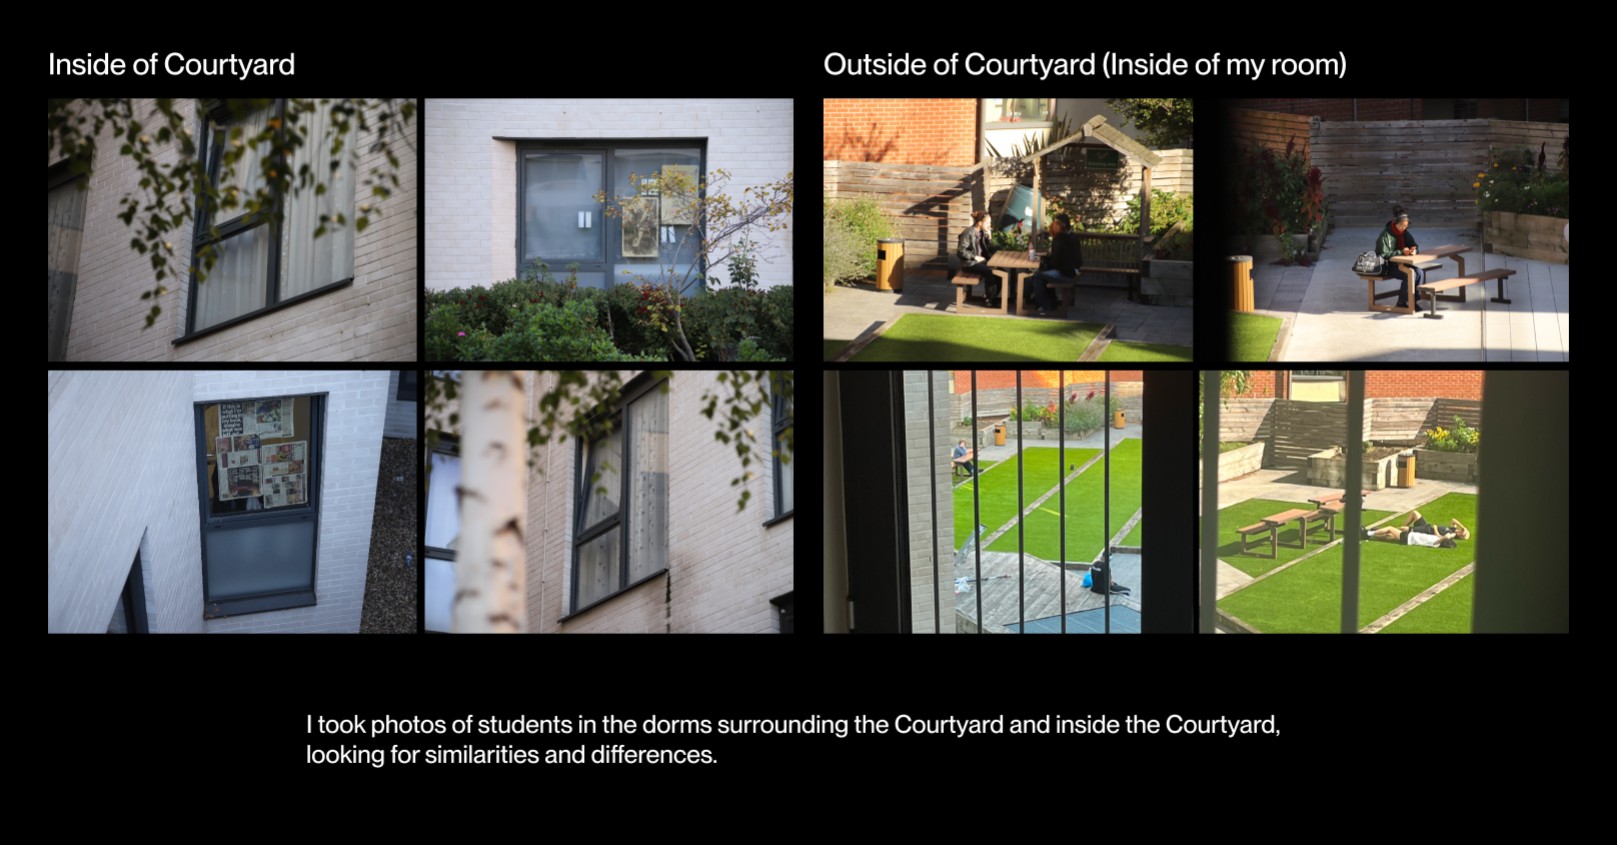 Inside of Courtyard
Outside of Courtyard (Inside of my room)
I took photos of students in the dorms surrounding the Courtyard and inside the Courtyard,
looking for similarities and differences.